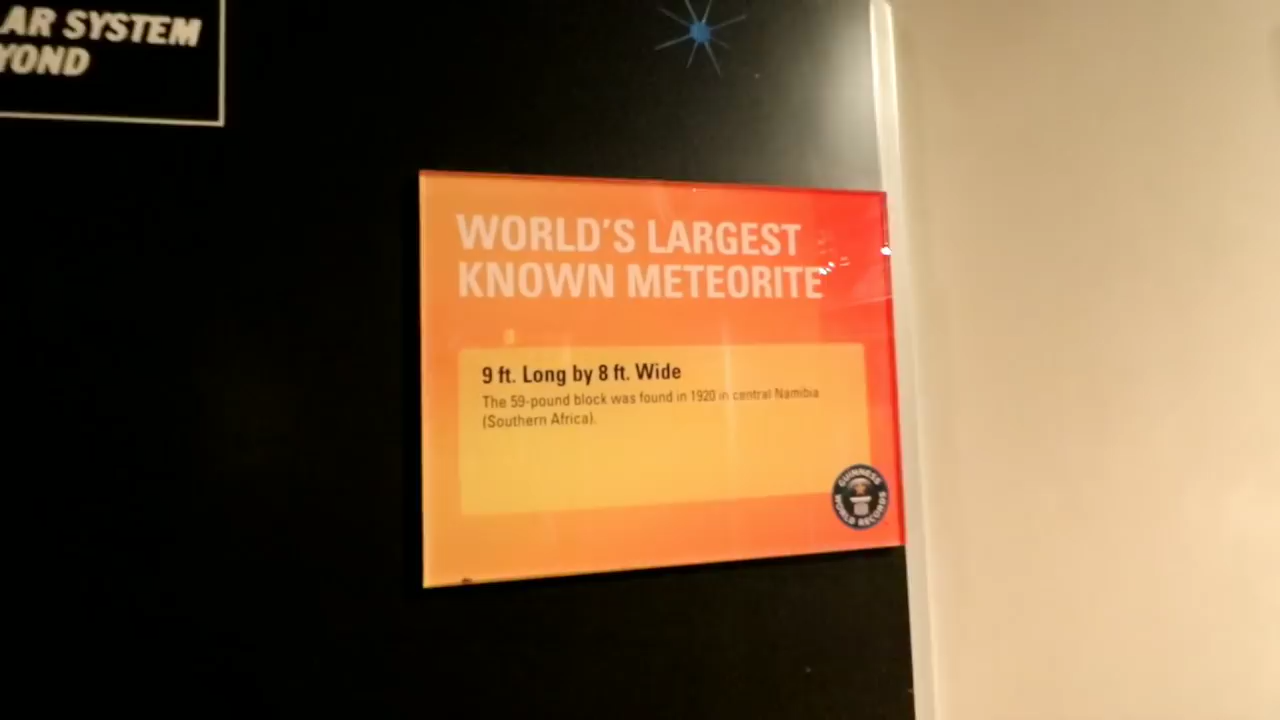 AR SYSTEM
YOND
WORLD'S LARGEST
KNOWN METEORITE
9 ft. Long by 8 ft. Wide
The 59-pound block was found in 1920 in central Namibia
(Southern Africa).
GUINNESS
WORLD RECORDS